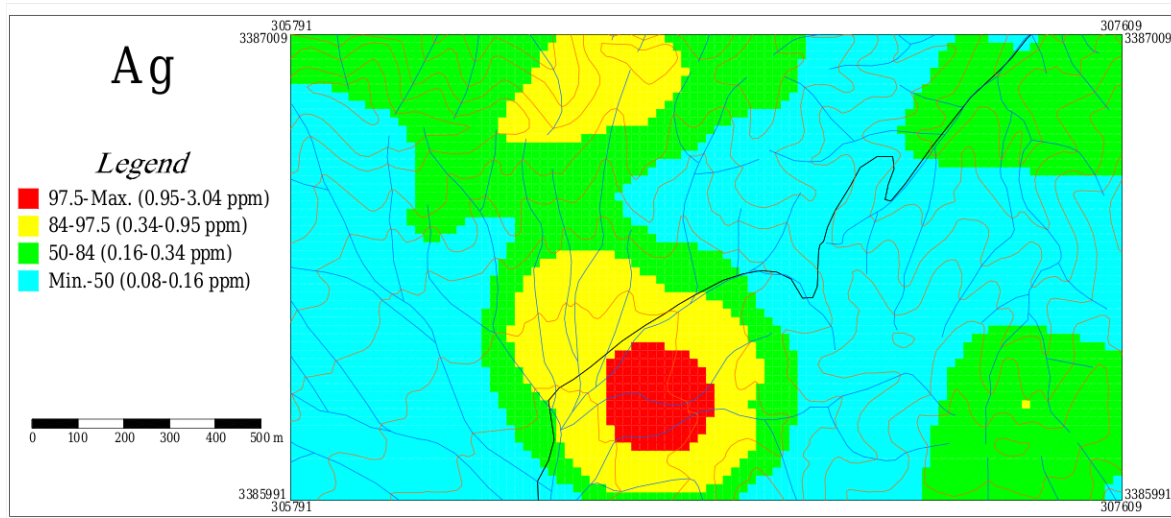 305791
307609
3387009
3387009
Ag
Legend
97.5-Max. (0.95-3.04 ppm)
84-97.5 (0.34-0.95 ppm)
50-84 (0.16-0.34 ppm)
Min.-50 (0.08-0.16 ppm)
0 100 200 300 400 500 m
3385991
3385991
305791
307609